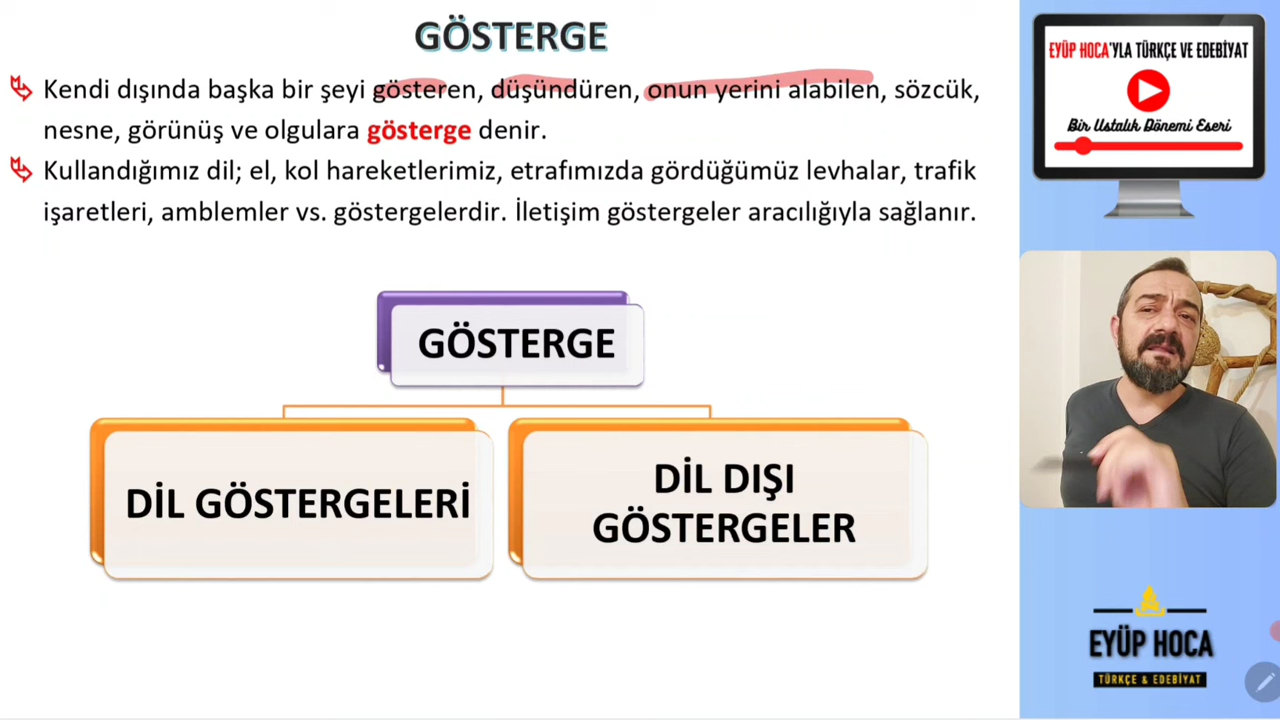 GÖSTERGE
Kendi dışında başka bir şeyi gösteren, düşündüren, onun yerini alabilen, sözcük,
nesne, görünüş ve olgulara gösterge denir.
Kullandığımız dil; el, kol hareketlerimiz, etrafımızda gördüğümüz levhalar, trafik
işaretleri, amblemler vs. göstergelerdir. İletişim göstergeler aracılığıyla sağlanır.
GÖSTERGE
DİL GÖSTERGELERİ
DİL DIŞI
GÖSTERGELER
EYÜP HOCA'YLA TÜRKÇE VE EDEBİYAT
Bir Ustalık Dönemi Eseri
EYÜP HOCA
TÜRKÇE & EDEBİYAT